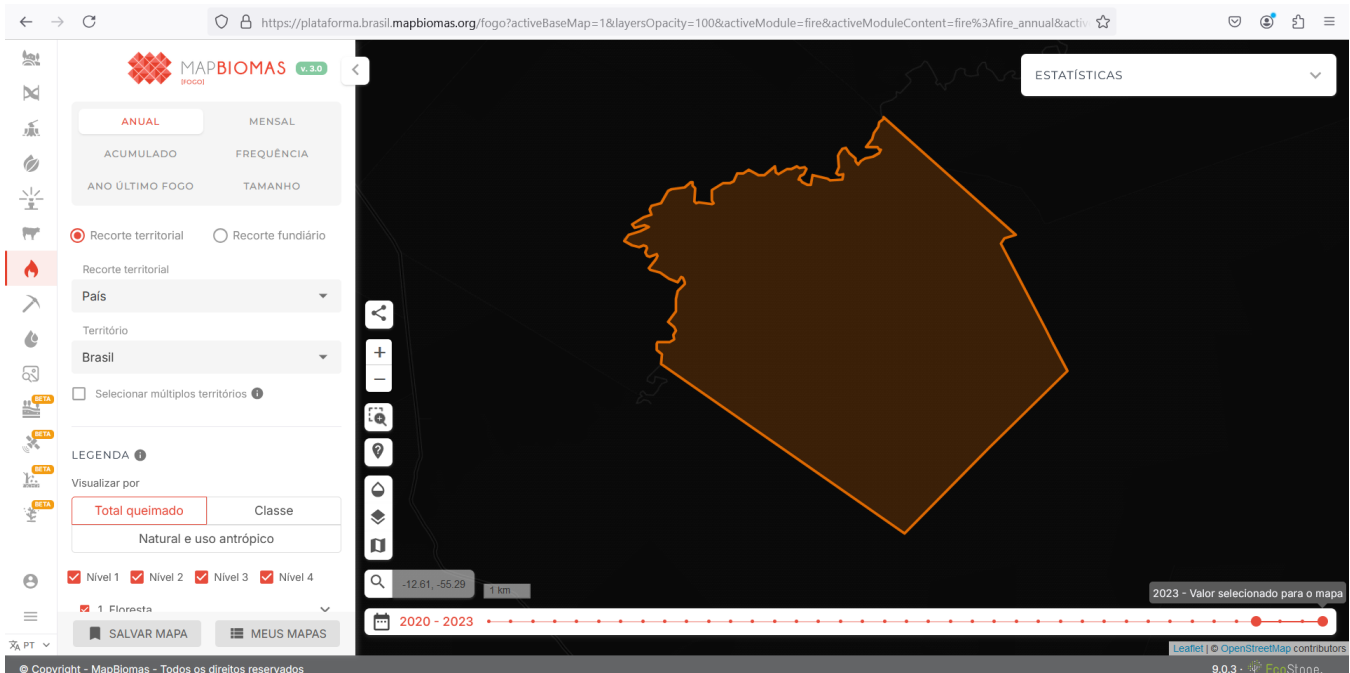 https://plataforma.brasil.mapbiomas.org/fogo?activeBaseMap=1&layersOpacity=100&activeModule=fire&activeModuleContent=fire%3Afire_annual&activ
MAPBIOMAS v. 3.0
[FOGO]
ESTATÍSTICAS
ANUAL MENSAL
ACUMULADO FREQUÊNCIA
ANO ÚLTIMO FOGO TAMANHO
Recorte territorial Recorte fundiário
Recorte territorial
País
Território
Brasil
Selecionar múltiplos territórios
BETA
BETA
LEGENDA
BETA
Visualizar por
Total queimado Classe
BETA
Natural e uso antrópico
Nível 1 Nível 2 Nível 3 Nível 4
-12.61, -55.29
1 km
2023 - Valor selecionado para o mapa
1. Floresta
2020 - 2023
SALVAR MAPA MEUS MAPAS
PT
Leaflet | © OpenStreetMap contributors
© Copyright - MapBiomas - Todos os direitos reservados
9.0.3 - EcoStone.